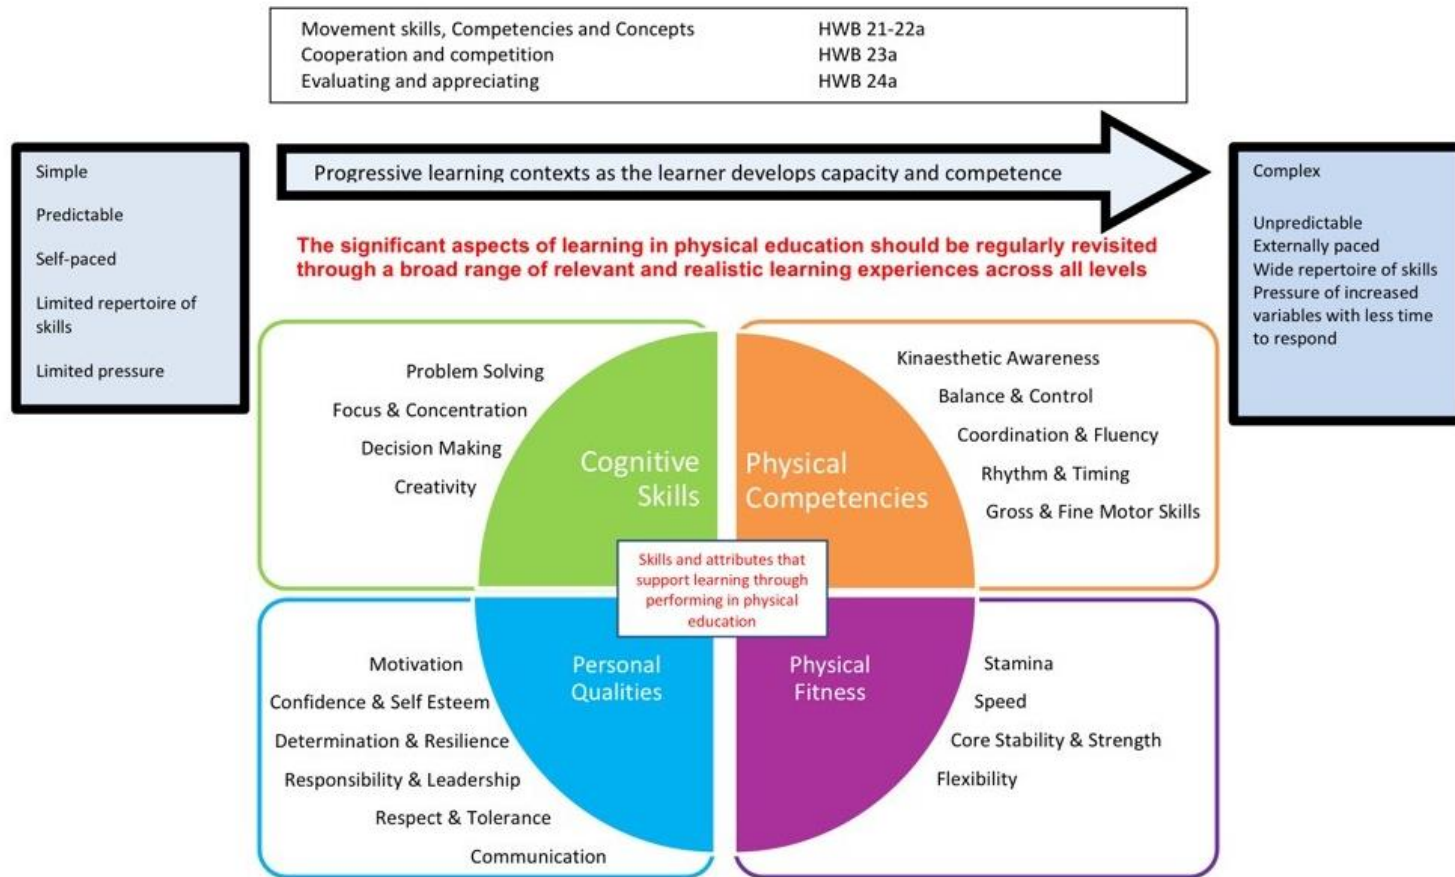 Movement skills, Competencies and Concepts HWB 21-22a
Cooperation and competition HWB 23a
Evaluating and appreciating HWB 24a
Simple
Predictable
Self-paced
Limited repertoire of
skills
Limited pressure
Progressive learning contexts as the learner develops capacity and competence
Complex
Unpredictable
Externally paced
Wide repertoire of skills
Pressure of increased
variables with less time
to respond
The significant aspects of learning in physical education should be regularly revisited
through a broad range of relevant and realistic learning experiences across all levels
Problem Solving
Focus & Concentration
Decision Making
Creativity
Cognitive
Skills
Physical
Competencies
Kinaesthetic Awareness
Balance & Control
Coordination & Fluency
Rhythm & Timing
Gross & Fine Motor Skills
Skills and attributes that
support learning through
performing in physical
education
Motivation
Confidence & Self Esteem
Determination & Resilience
Responsibility & Leadership
Respect & Tolerance
Communication
Personal
Qualities
Physical
Fitness
Stamina
Speed
Core Stability & Strength
Flexibility